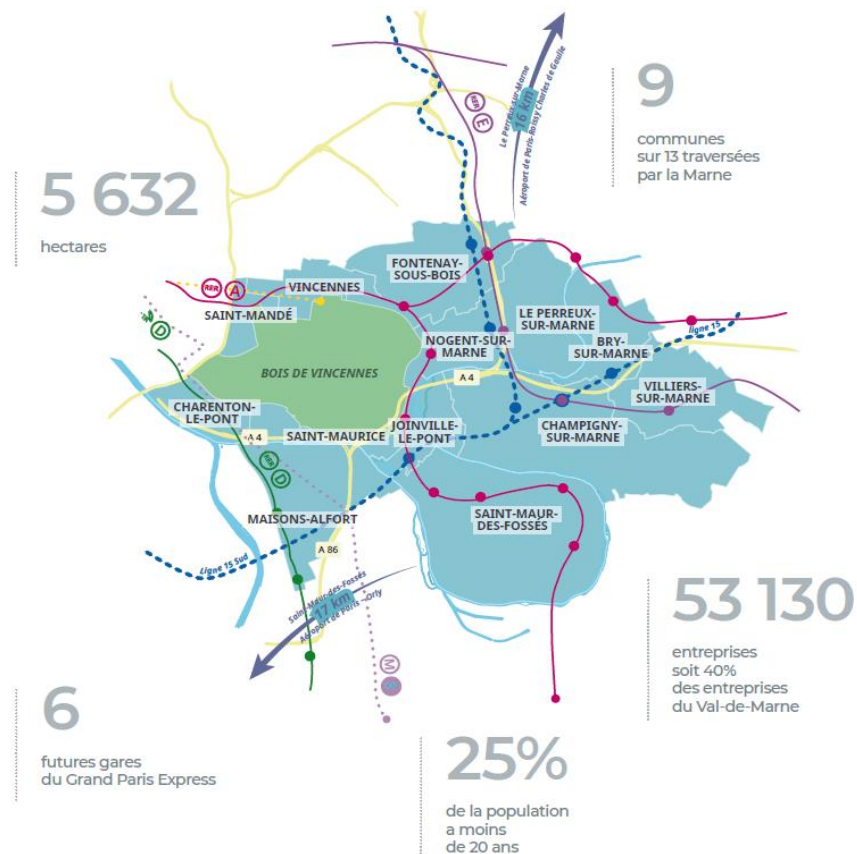 Le Perreux-sur-Marne
16 km
Aéroport de Paris-Roissy Charles de Gaulle
RER E
9
communes
sur 13 traversées
par la Marne
5 632
hectares
FONTENAY-
SOUS-BOIS
RER A
VINCENNES
SAINT-MANDÉ
LE PERREUX-
SUR-MARNE
ligne 15
D
NOGENT-SUR-
MARNE
BRY-
SUR-MARNE
BOIS DE VINCENNES
A 4
VILLIERS-
SUR-MARNE
CHARENTON-
LE-PONT
A 4
SAINT-MAURICE
JOINVILLE-
LE-PONT
CHAMPIGNY-
SUR-MARNE
RER D
MAISONS-ALFORT
SAINT-MAUR-
DES-FOSSÉS
Ligne 15 Sud
A 86
Saint-Maur-des-Fossés
17 km
Aéroport de Paris - Orly
M
53 130
entreprises
soit 40%
des entreprises
du Val-de-Marne
6
futures gares
du Grand Paris Express
25%
de la population
a moins
de 20 ans